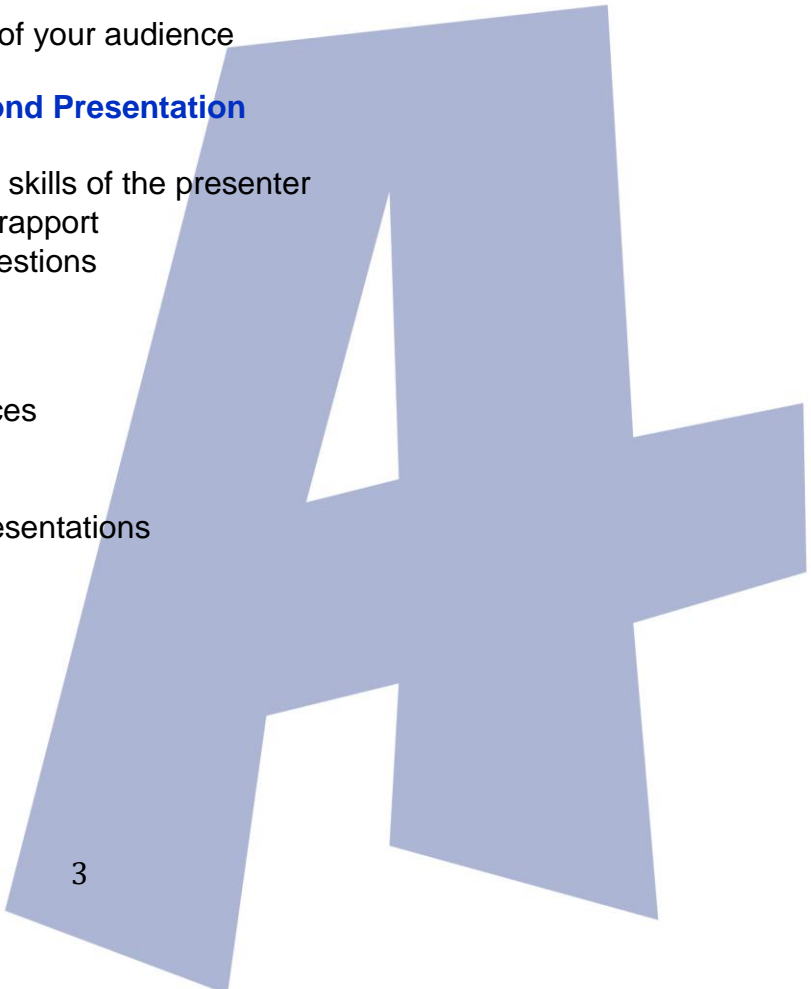 of your audience
ond Presentation
skills of the presenter
rapport
estions
ces
esentations
3